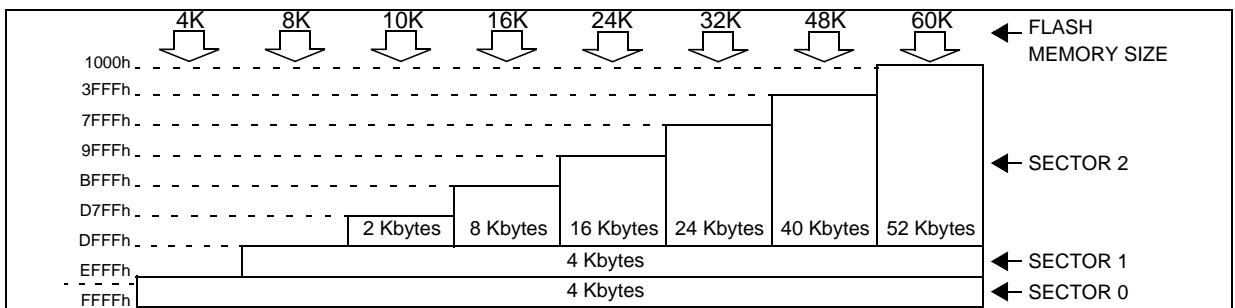 4K 8K 10K 16K 24K 32K 48K 60K
FLASH
MEMORY SIZE
1000h
3FFFh
7FFFh
9FFFh
SECTOR 2
BFFFh
D7FFh
2 Kbytes 8 Kbytes 16 Kbytes 24 Kbytes 40 Kbytes 52 Kbytes
DFFFh
4 Kbytes
SECTOR 1
EFFFh
4 Kbytes
SECTOR 0
FFFFh